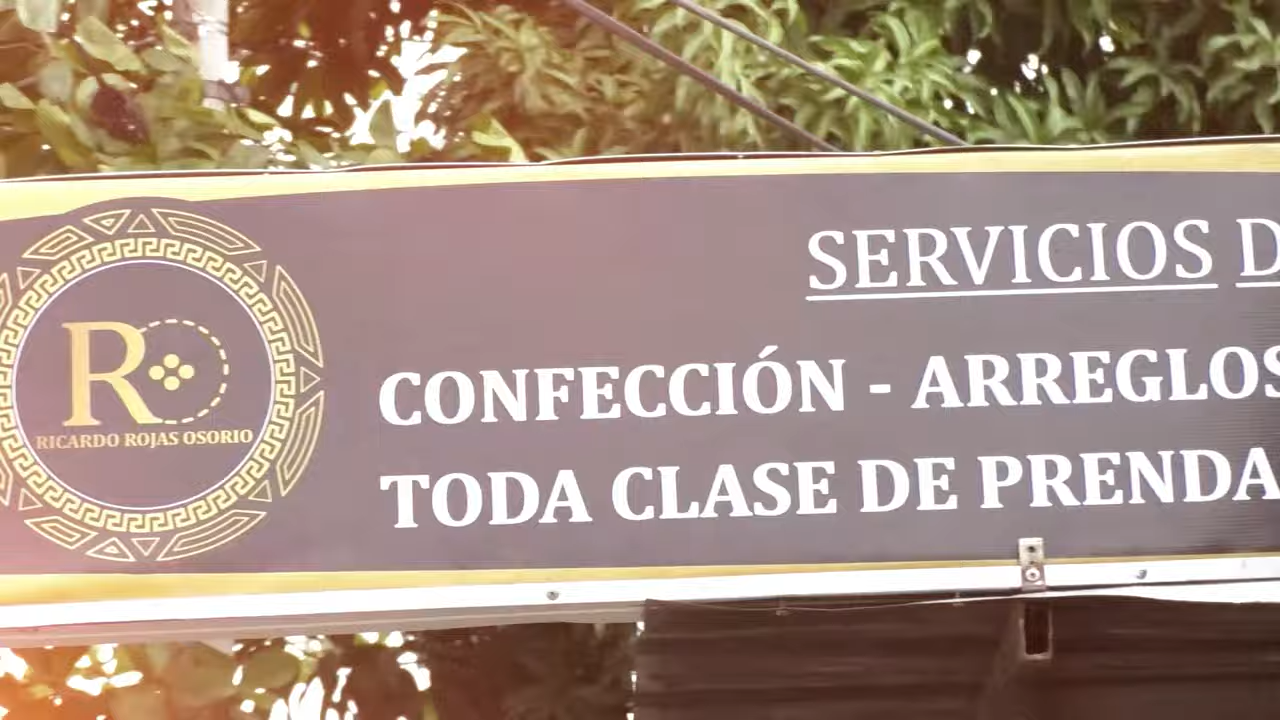 SERVICIOS D
CONFECCIÓN - ARREGLOS
TODA CLASE DE PRENDA
R
RICARDO ROJAS OSORIO